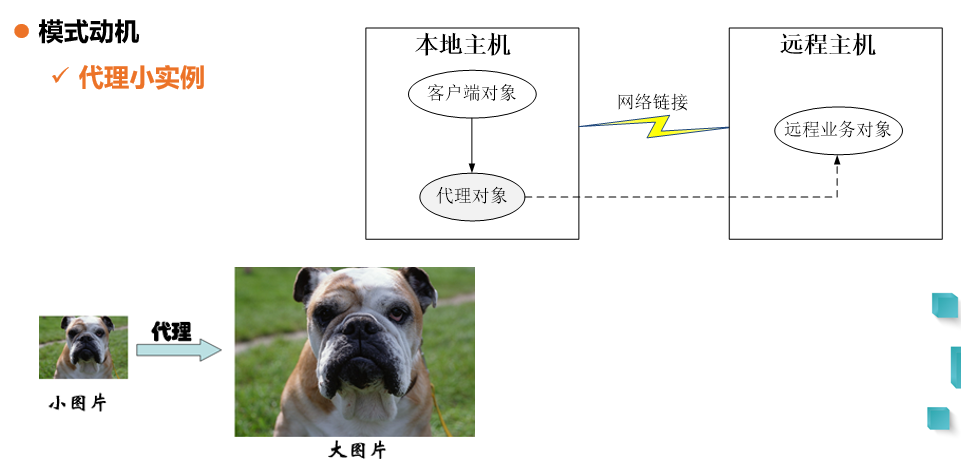 模式动机
代理小实例
本地主机
客户端对象
代理对象
网络链接
远程主机
远程业务对象
代理
小图片
大图片